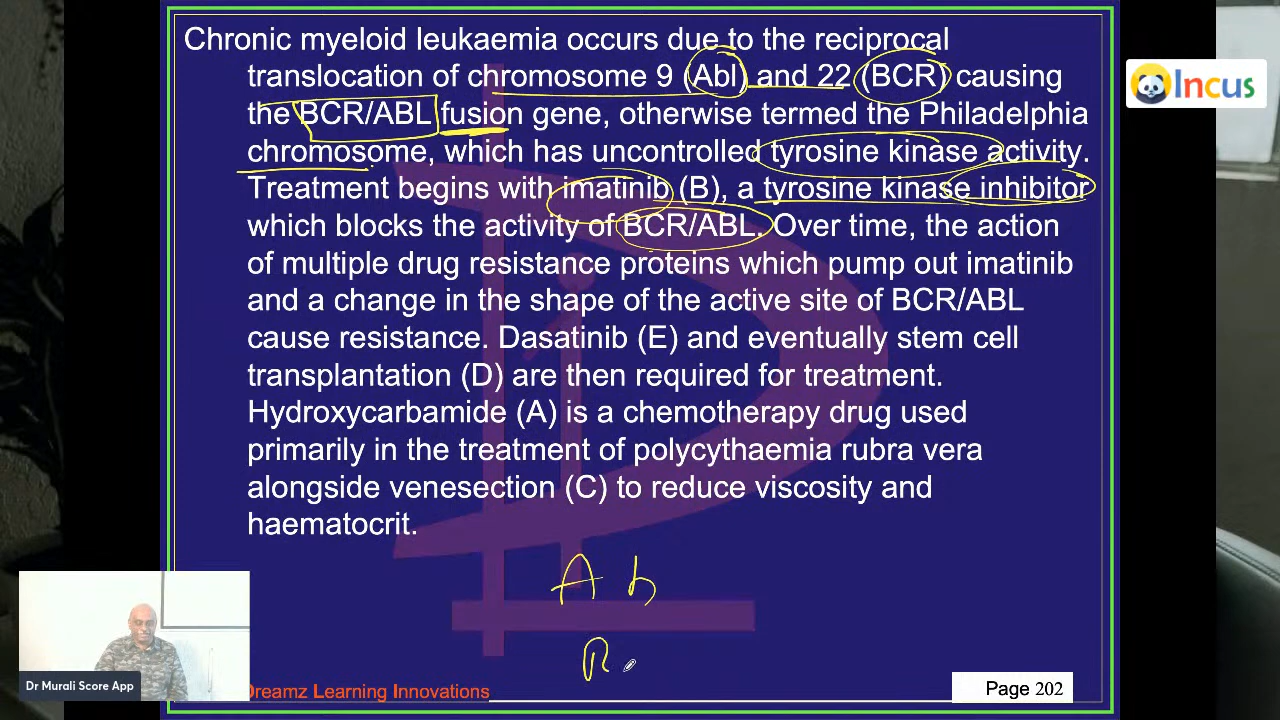 Chronic myeloid leukaemia occurs due to the reciprocal
translocation of chromosome 9 (Abl) and 22 (BCR) causing
the BCR/ABL fusion gene, otherwise termed the Philadelphia
chromosome, which has uncontrolled tyrosine kinase activity.
Treatment begins with imatinib (B), a tyrosine kinase inhibitor
which blocks the activity of BCR/ABL. Over time, the action
of multiple drug resistance proteins which pump out imatinib
and a change in the shape of the active site of BCR/ABL
cause resistance. Dasatinib (E) and eventually stem cell
transplantation (D) are then required for treatment.
Hydroxycarbamide (A) is a chemotherapy drug used
primarily in the treatment of polycythaemia rubra vera
alongside venesection (C) to reduce viscosity and
haematocrit.
Incus
A b
Dr Murali Score App
Dreamz Learning Innovations
Page 202